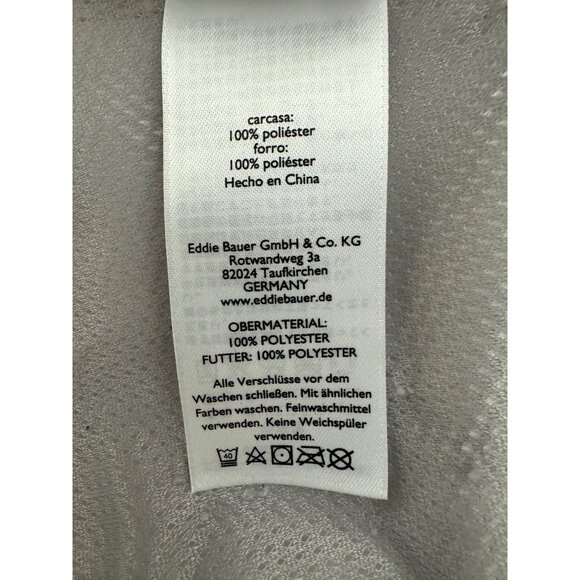 carcasa:
100% poliéster
forro:
100% poliéster
Hecho en China
Eddie Bauer GmbH & Co. KG
Rotwandweg 3a
82024 Taufkirchen
GERMANY
www.eddiebauer.de
OBERMATERIAL:
100% POLYESTER
FUTTER: 100% POLYESTER
Alle Verschlüsse vor dem
Waschen schließen. Mit ähnlichen
Farben waschen. Feinwaschmittel
verwenden. Keine Weichspüler
verwenden.
40